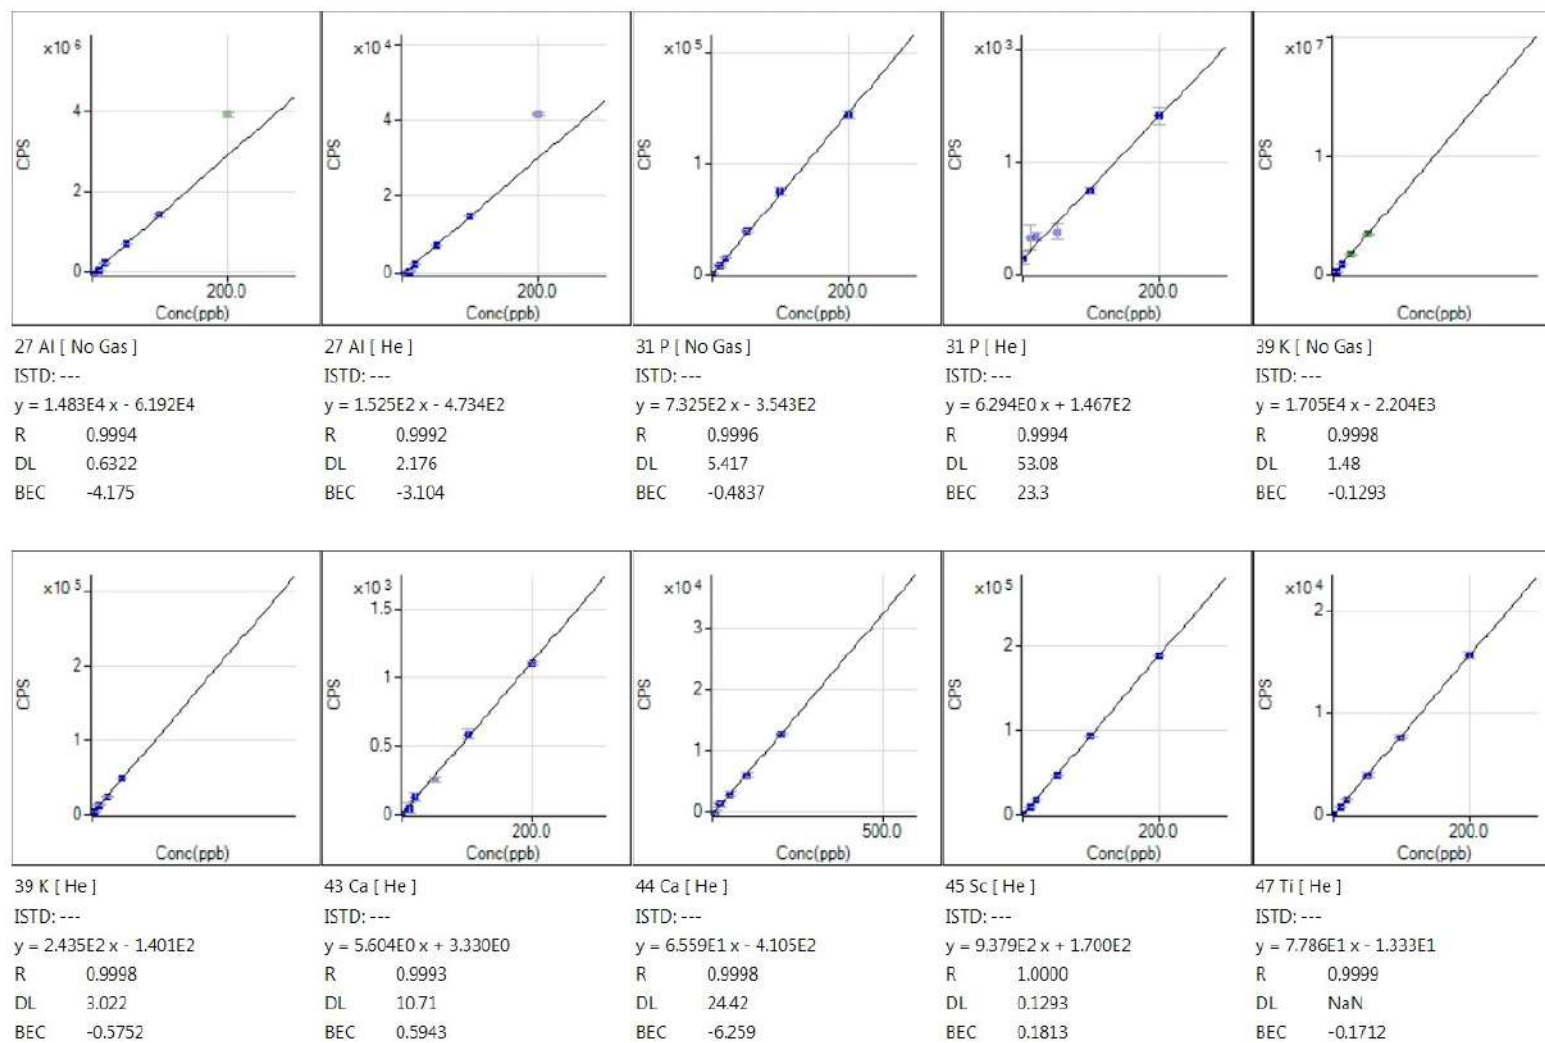 x10 6
4
2
0
CPS
200.0
Conc(ppb)
x10 4
4
2
0
CPS
200.0
Conc(ppb)
x10 5
1
0
CPS
200.0
Conc(ppb)
x10 3
1
0
CPS
200.0
Conc(ppb)
x10 7
1
0
CPS
Conc(ppb)
27 Al [ No Gas ]
ISTD: ---
y = 1.483E4 x - 6.192E4
R 0.9994
DL 0.6322
BEC -4.175
27 Al [ He ]
ISTD: ---
y = 1.525E2 x - 4.734E2
R 0.9992
DL 2.176
BEC -3.104
31 P [ No Gas ]
ISTD: ---
y = 7.325E2 x - 3.543E2
R 0.9996
DL 5.417
BEC -0.4837
31 P [ He ]
ISTD: ---
y = 6.294E0 x + 1.467E2
R 0.9994
DL 53.08
BEC 23.3
39 K [ No Gas ]
ISTD: ---
y = 1.705E4 x - 2.204E3
R 0.9998
DL 1.48
BEC -0.1293
x10 5
2
1
0
CPS
Conc(ppb)
x10 3
1.5
1
0.5
0
CPS
200.0
Conc(ppb)
x10 4
3
2
1
0
CPS
500.0
Conc(ppb)
x10 5
2
1
0
CPS
200.0
Conc(ppb)
x10 4
2
1
0
CPS
200.0
Conc(ppb)
39 K [ He ]
ISTD: ---
y = 2.435E2 x - 1.401E2
R 0.9998
DL 3.022
BEC -0.5752
43 Ca [ He ]
ISTD: ---
y = 5.604E0 x + 3.330E0
R 0.9993
DL 10.71
BEC 0.5943
44 Ca [ He ]
ISTD: ---
y = 6.559E1 x - 4.105E2
R 0.9998
DL 24.42
BEC -6.259
45 Sc [ He ]
ISTD: ---
y = 9.379E2 x + 1.700E2
R 1.0000
DL 0.1293
BEC 0.1813
47 Ti [ He ]
ISTD: ---
y = 7.786E1 x - 1.333E1
R 0.9999
DL NaN
BEC -0.1712